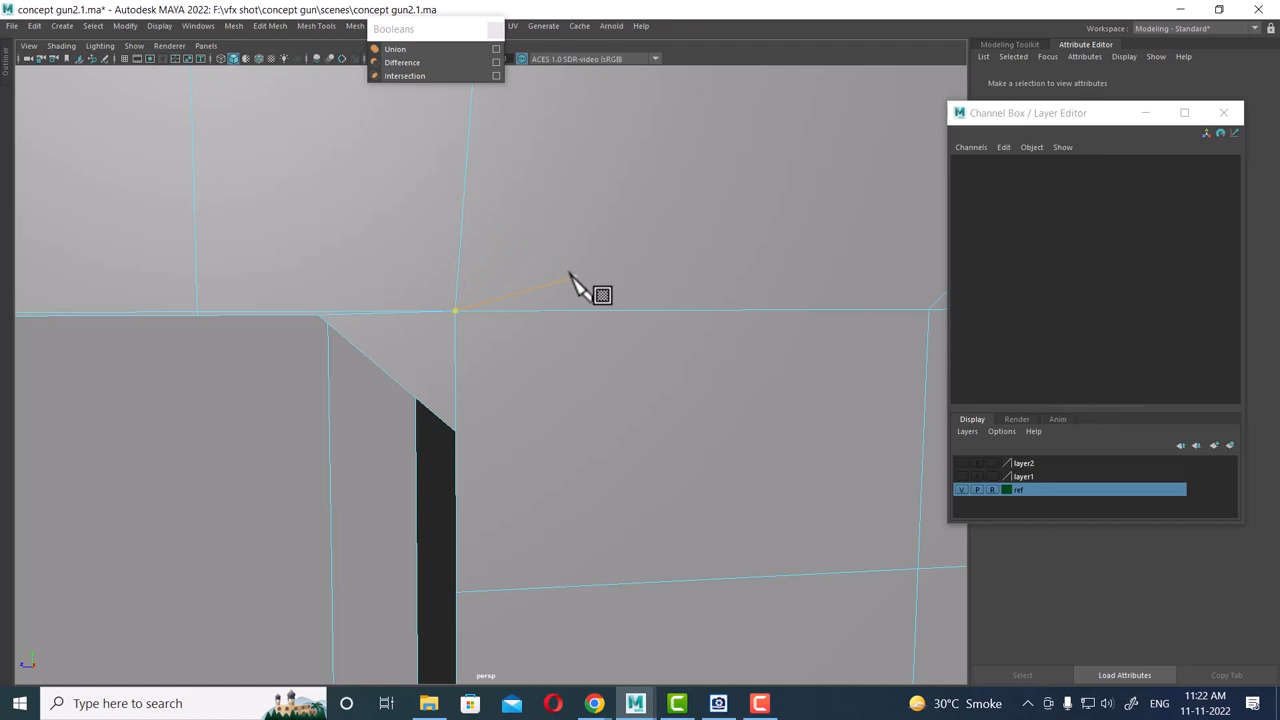 concept gun2.1.ma* - Autodesk MAYA 2022: F:\vfx shot\concept gun\scenes\concept gun2.1.ma
File Edit Create Select Modify Display Windows Mesh Edit Mesh Mesh Tools Mesh UV Generate Cache Arnold Help
Workspace: Modeling - Standard*
Booleans
Union
Difference
Intersection
View Shading Lighting Show Renderer Panels
ACES 1.0 SDR-video (sRGB)
Outliner
persp
Modeling Toolkit Attribute Editor
List Selected Focus Attributes Display Show Help
Make a selection to view attributes
Channel Box / Layer Editor
Channels Edit Object Show
Display Render Anim
Layers Options Help
layer2
layer1
V P R ref
Select Load Attributes Copy Tab
Type here to search
30°C Smoke
ENG
11:22 AM
11-11-2022
3